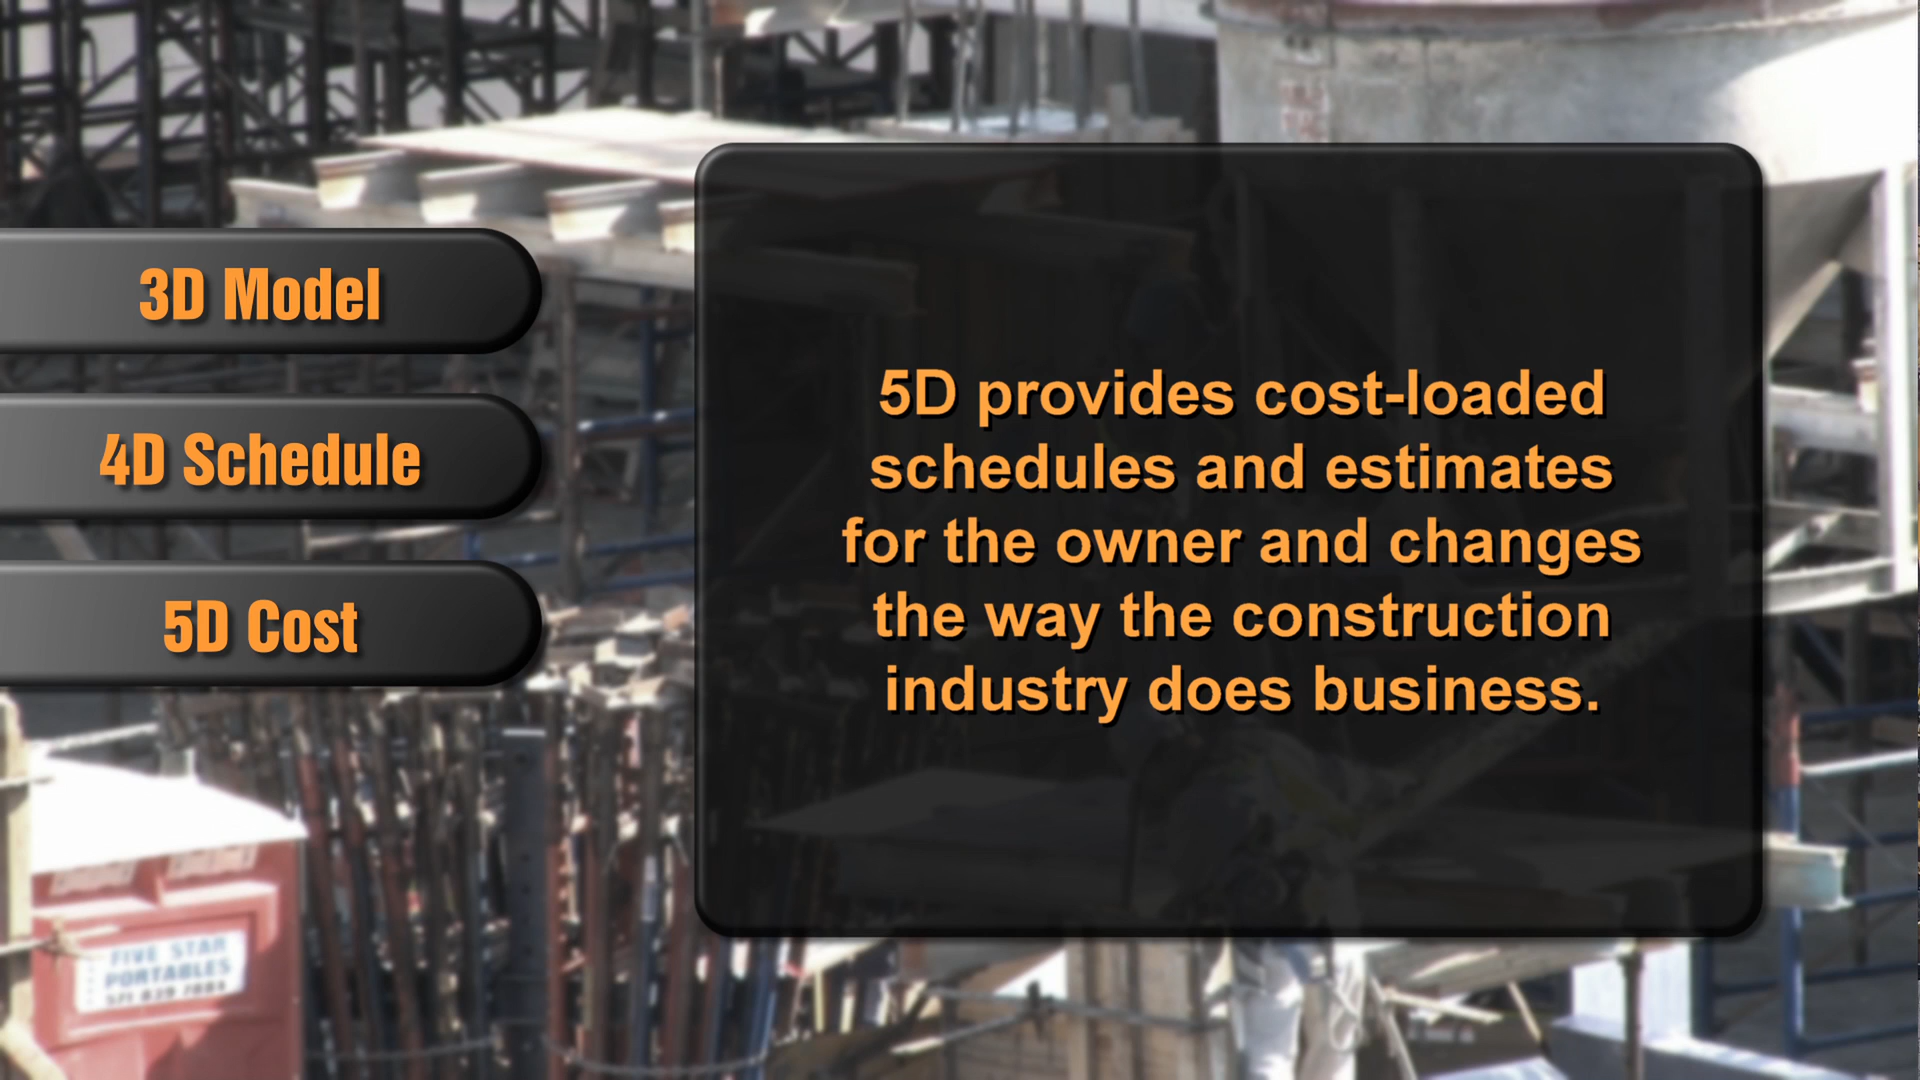 3D Model
4D Schedule
5D Cost
5D provides cost-loaded
schedules and estimates
for the owner and changes
the way the construction
industry does business.
FIVE STAR
PORTABLES